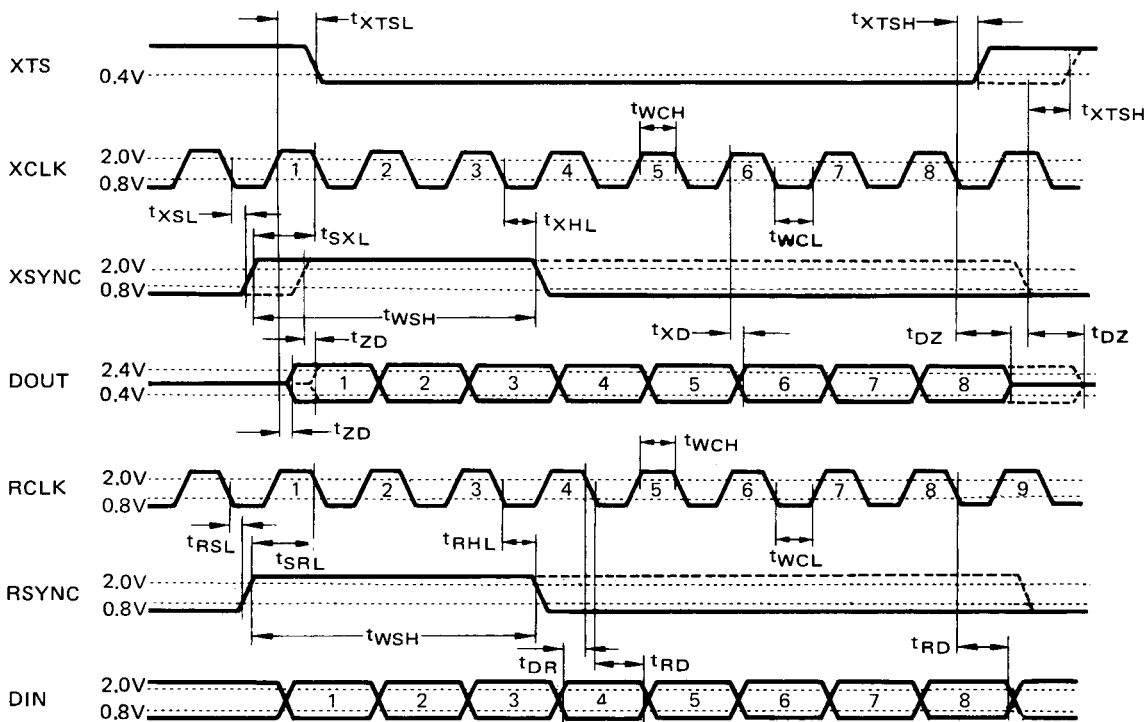 tXTSL tXTSH
XTS 0.4V
tWCH tXTSH
XCLK 2.0V 0.8V 1 2 3 4 5 6 7 8
tXSL tSXL tXHL tWCL
XSYNC 2.0V 0.8V
tWSH
tZD tXD tDZ tDZ
DOUT 2.4V 0.4V 1 2 3 4 5 6 7 8
tZD tWCH
RCLK 2.0V 0.8V 1 2 3 4 5 6 7 8 9
tRSL tSRL tRHL tWCL
RSYNC 2.0V 0.8V
tWSH
tDR tRD tRD
DIN 2.0V 0.8V 1 2 3 4 5 6 7 8